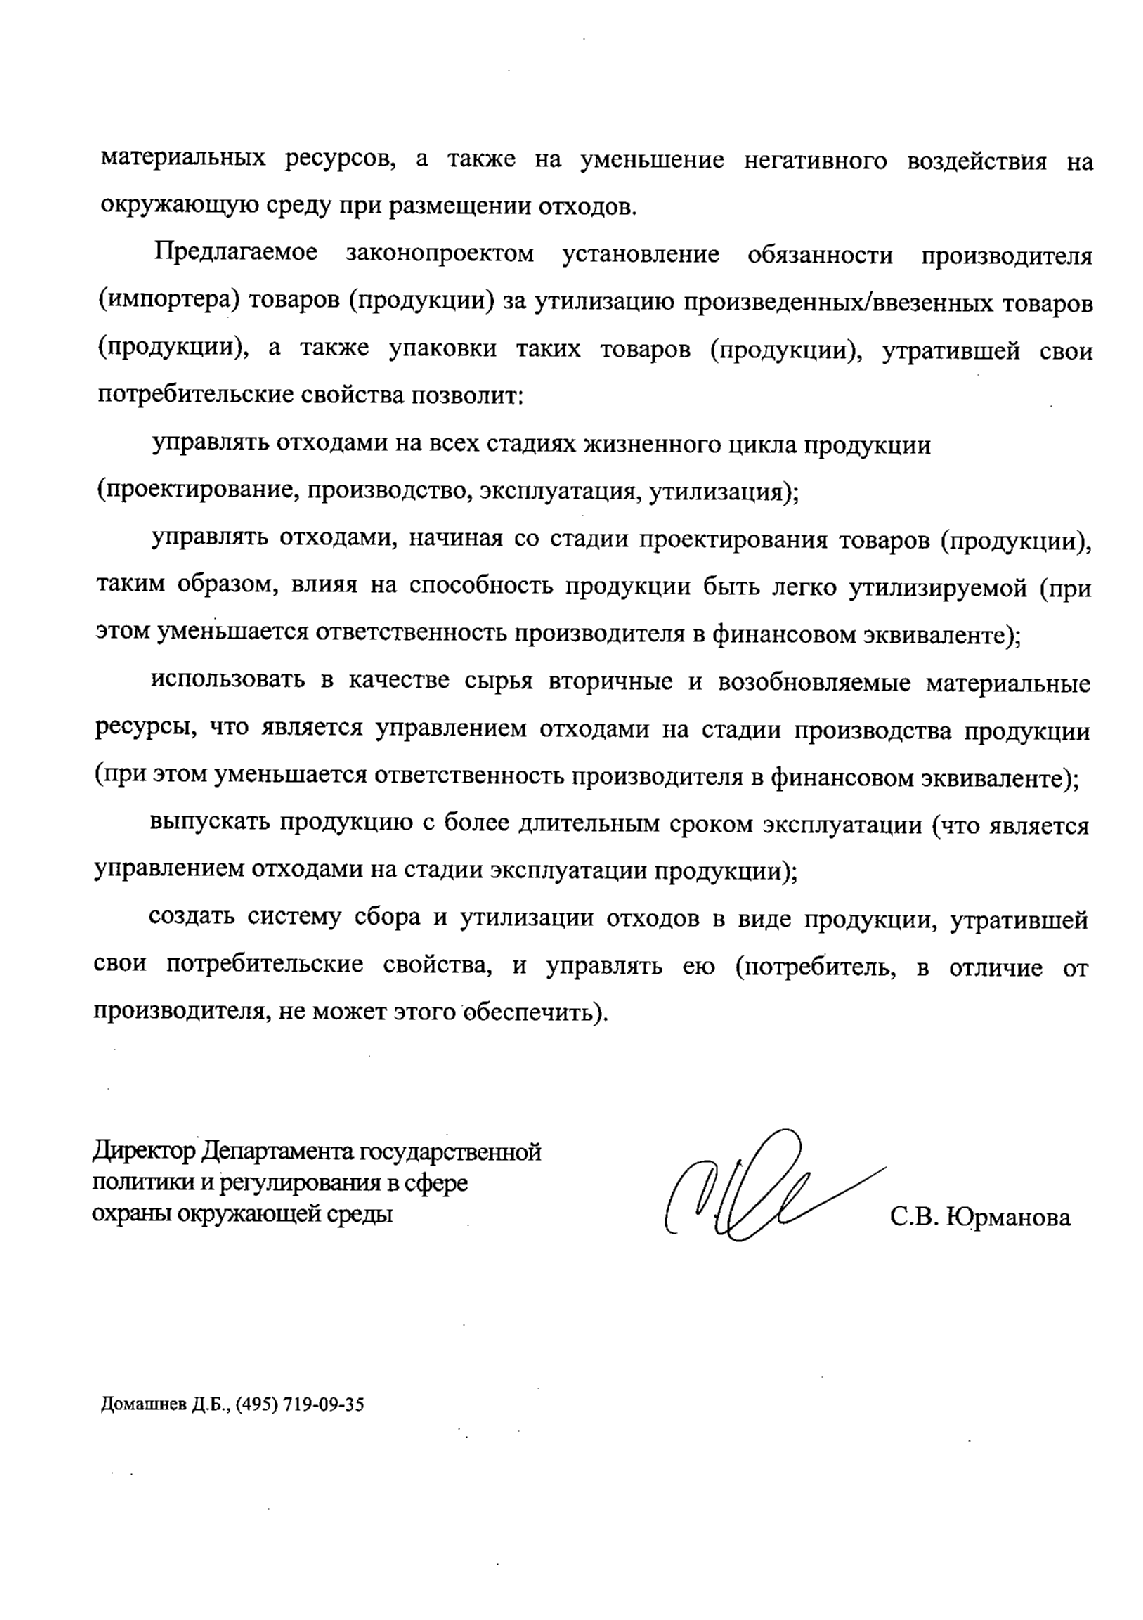 материальных ресурсов, а также на уменьшение негативного воздействия на
окружающую среду при размещении отходов.
Предлагаемое законопроектом установление обязанности производителя
(импортера) товаров (продукции) за утилизацию произведенных/ввезенных товаров
(продукции), а также упаковки таких товаров (продукции), утратившей свои
потребительские свойства позволит:
управлять отходами на всех стадиях жизненного цикла продукции
(проектирование, производство, эксплуатация, утилизация);
управлять отходами, начиная со стадии проектирования товаров (продукции),
таким образом, влияя на способность продукции быть легко утилизируемой (при
этом уменьшается ответственность производителя в финансовом эквиваленте);
использовать в качестве сырья вторичные и возобновляемые материальные
ресурсы, что является управлением отходами на стадии производства продукции
(при этом уменьшается ответственность производителя в финансовом эквиваленте);
выпускать продукцию с более длительным сроком эксплуатации (что является
управлением отходами на стадии эксплуатации продукции);
создать систему сбора и утилизации отходов в виде продукции, утратившей
свои потребительские свойства, и управлять ею (потребитель, в отличие от
производителя, не может этого обеспечить).
Директор Департамента государственной
политики и регулирования в сфере
охраны окружающей среды
С.В. Юрманова
Домашнев Д.Б., (495) 719-09-35